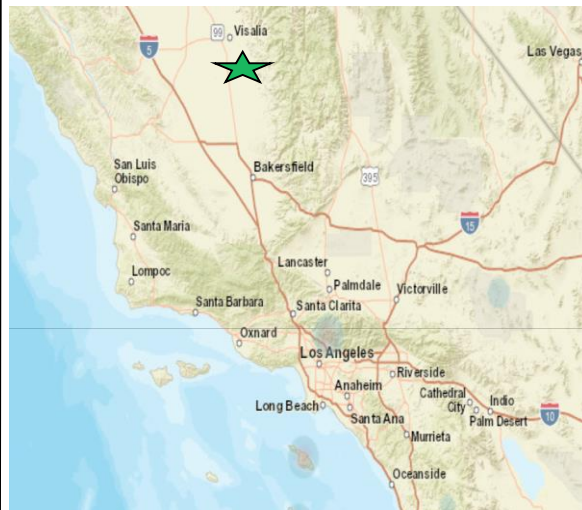 99
Visalia
5
Las Vegas
Bakersfield
San Luis
Obispo
395
Santa Maria
15
Lancaster
Lompoc
Palmdale
Victorville
Santa Barbara
Santa Clarita
Oxnard
Los Angeles
Riverside
Anaheim
Cathedral
City
Indio
Long Beach
Santa Ana
Palm Desert
10
Murrieta
Oceanside